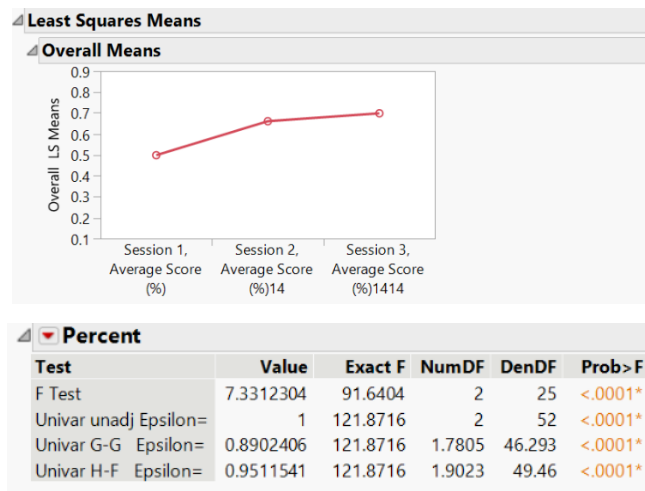 Least Squares Means
Overall Means
0.9
0.8
0.7
0.6
0.5
0.4
0.3
0.2
0.1
Overall LS Means
Session 1, Session 2, Session 3,
Average Score Average Score Average Score
(%) (%)14 (%)1414
Percent
Test Value Exact F NumDF DenDF Prob>F
F Test 7.3312304 91.6404 2 25 <.0001*
Univar unadj Epsilon= 1 121.8716 2 52 <.0001*
Univar G-G Epsilon= 0.8902406 121.8716 1.7805 46.293 <.0001*
Univar H-F Epsilon= 0.9511541 121.8716 1.9023 49.46 <.0001*